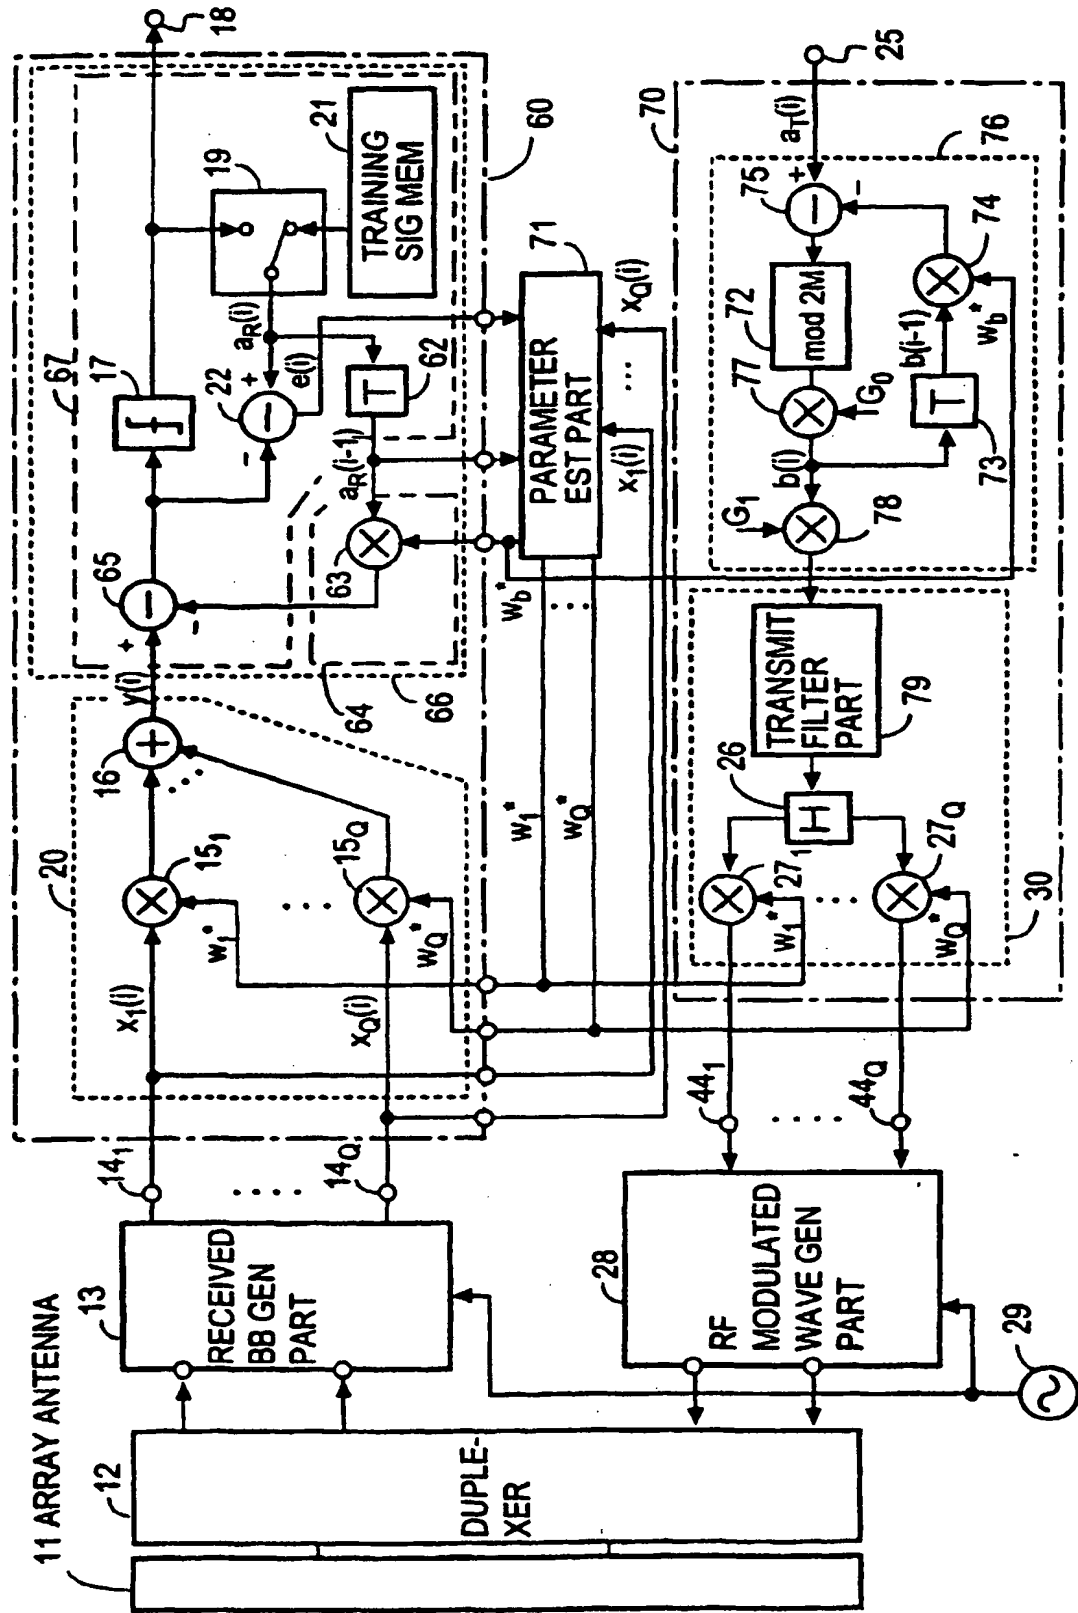 11 ARRAY ANTENNA
12
DUPLE-
XER
13
RECEIVED
BB GEN
PART
14₁
14Q
28
RF
MODULATED
WAVE GEN
PART
29
44₁
44Q
20
x₁(i)
xQ(i)
w₁*
wQ*
15₁
15Q
16
y(i)
+
65
+
-
64
66
67
17
22
+
-
e(i)
aR(i)
aR(i-1)
T
62
63
19
TRAINING
SIG MEM
21
18
60
wb*
w₁*
wQ*
PARAMETER
EST PART
71
x₁(i)
xQ(i)
70
25
aT(i)
75
+
-
76
mod 2M
72
77
G₀
b(i)
G₁
78
T
73
b(i-1)
74
wb*
TRANSMIT
FILTER
PART
79
H
26
27₁
27Q
w₁*
wQ*
30